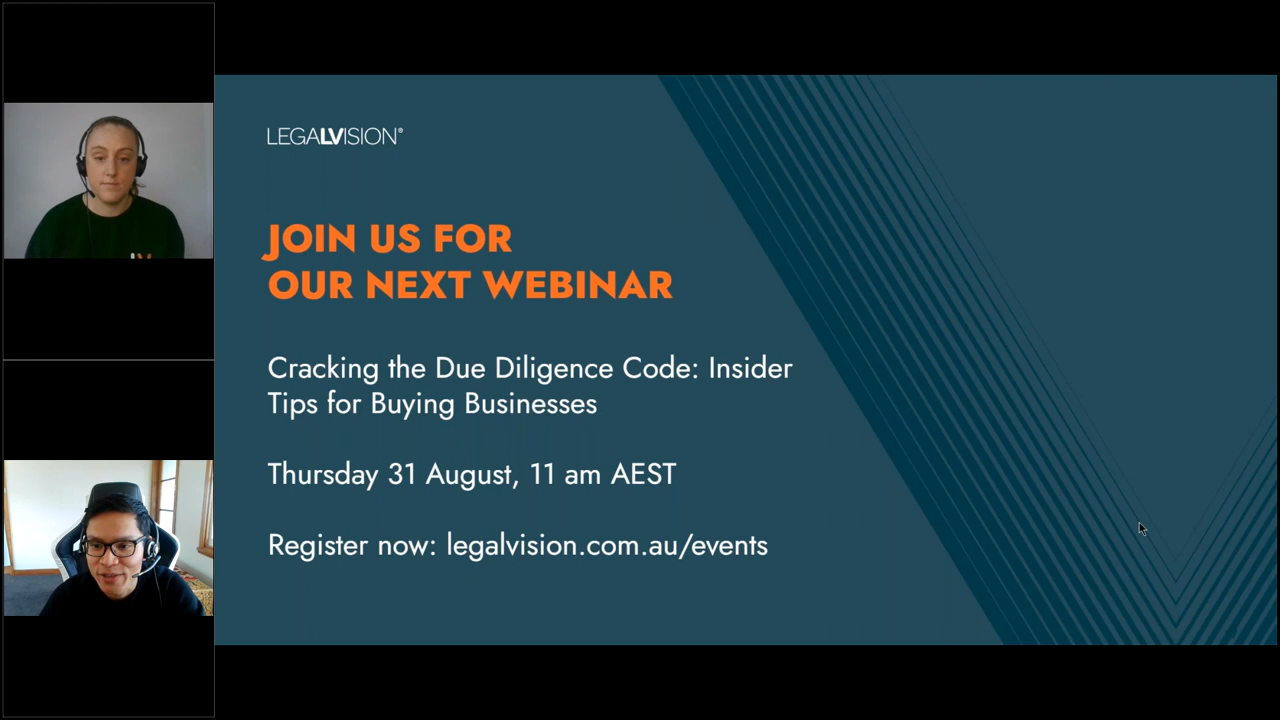 LEGALVISION®
JOIN US FOR
OUR NEXT WEBINAR
Cracking the Due Diligence Code: Insider
Tips for Buying Businesses
Thursday 31 August, 11 am AEST
Register now: legalvision.com.au/events